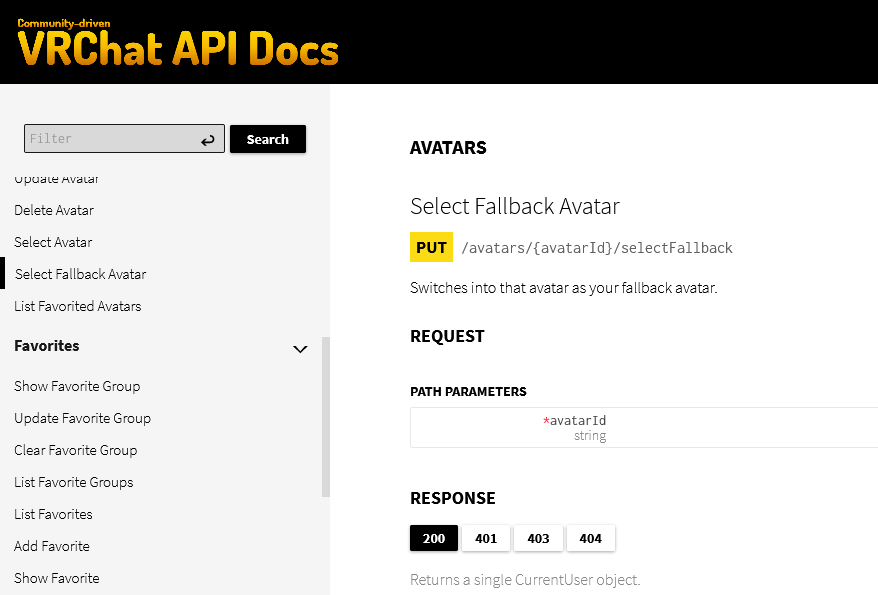 Community-driven
VRChat API Docs
Filter
Search
Update Avatar
Delete Avatar
Select Avatar
Select Fallback Avatar
List Favorited Avatars
Favorites
Show Favorite Group
Update Favorite Group
Clear Favorite Group
List Favorite Groups
List Favorites
Add Favorite
Show Favorite
AVATARS
Select Fallback Avatar
PUT /avatars/{avatarId}/selectFallback
Switches into that avatar as your fallback avatar.
REQUEST
PATH PARAMETERS
*avatarId
string
RESPONSE
200 401 403 404
Returns a single CurrentUser object.